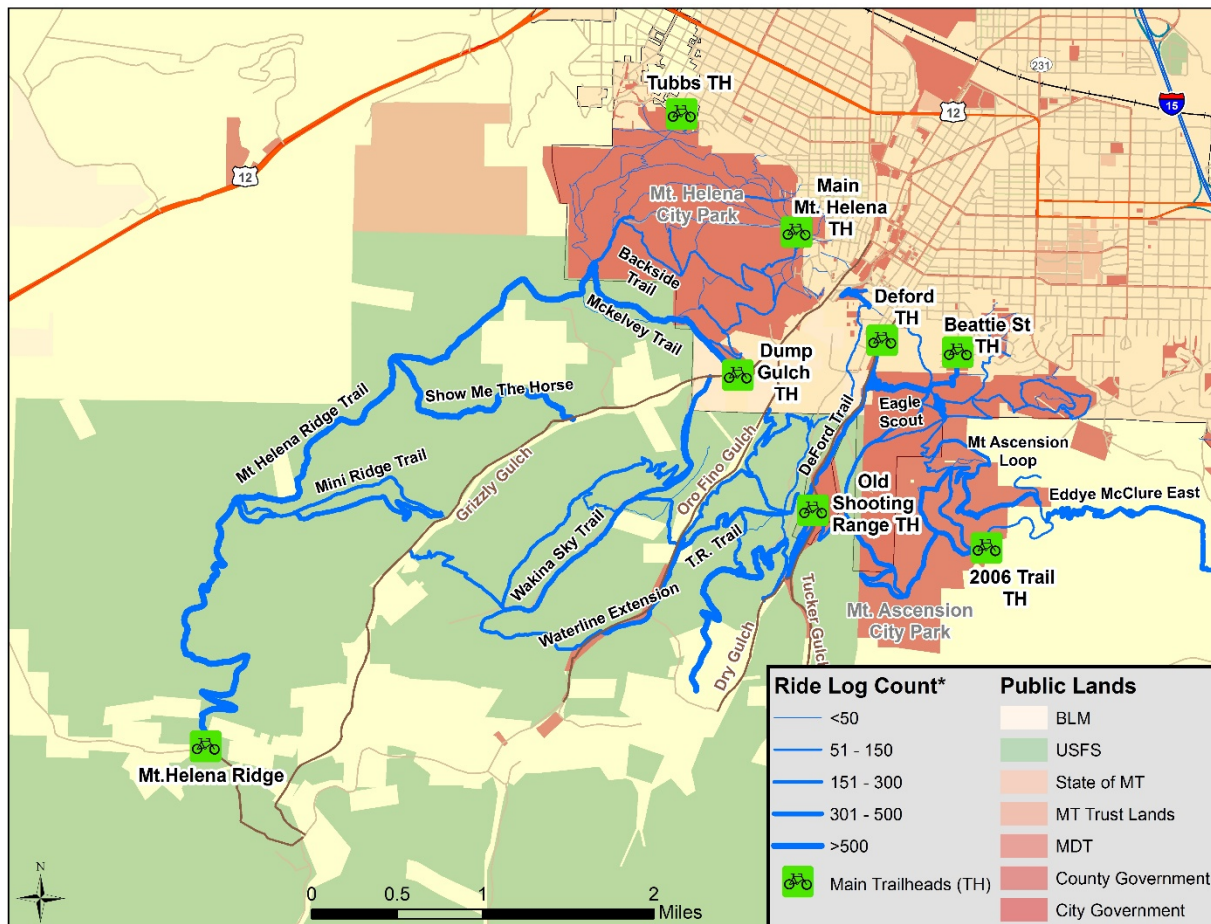 231
15
12
Tubbs TH
12
Main
Mt. Helena
TH
Mt. Helena
City Park
Backside
Trail
Mckelvey Trail
Deford
TH
Beattie St
TH
Dump
Gulch
TH
Show Me The Horse
Mt Helena Ridge Trail
Mini Ridge Trail
Grizzly Gulch
Oro Fino Gulch
DeFord Trail
Eagle
Scout
Mt Ascension
Loop
Eddye McClure East
Old
Shooting
Range TH
Wakina Sky Trail
T.R. Trail
2006 Trail
TH
Waterline Extension
Mt. Ascension
City Park
Dry Gulch
Tucker Gulch
Mt.Helena Ridge
N
0 0.5 1 2
Miles
Ride Log Count*
<50
51 - 150
151 - 300
301 - 500
>500
Main Trailheads (TH)
Public Lands
BLM
USFS
State of MT
MT Trust Lands
MDT
County Government
City Government